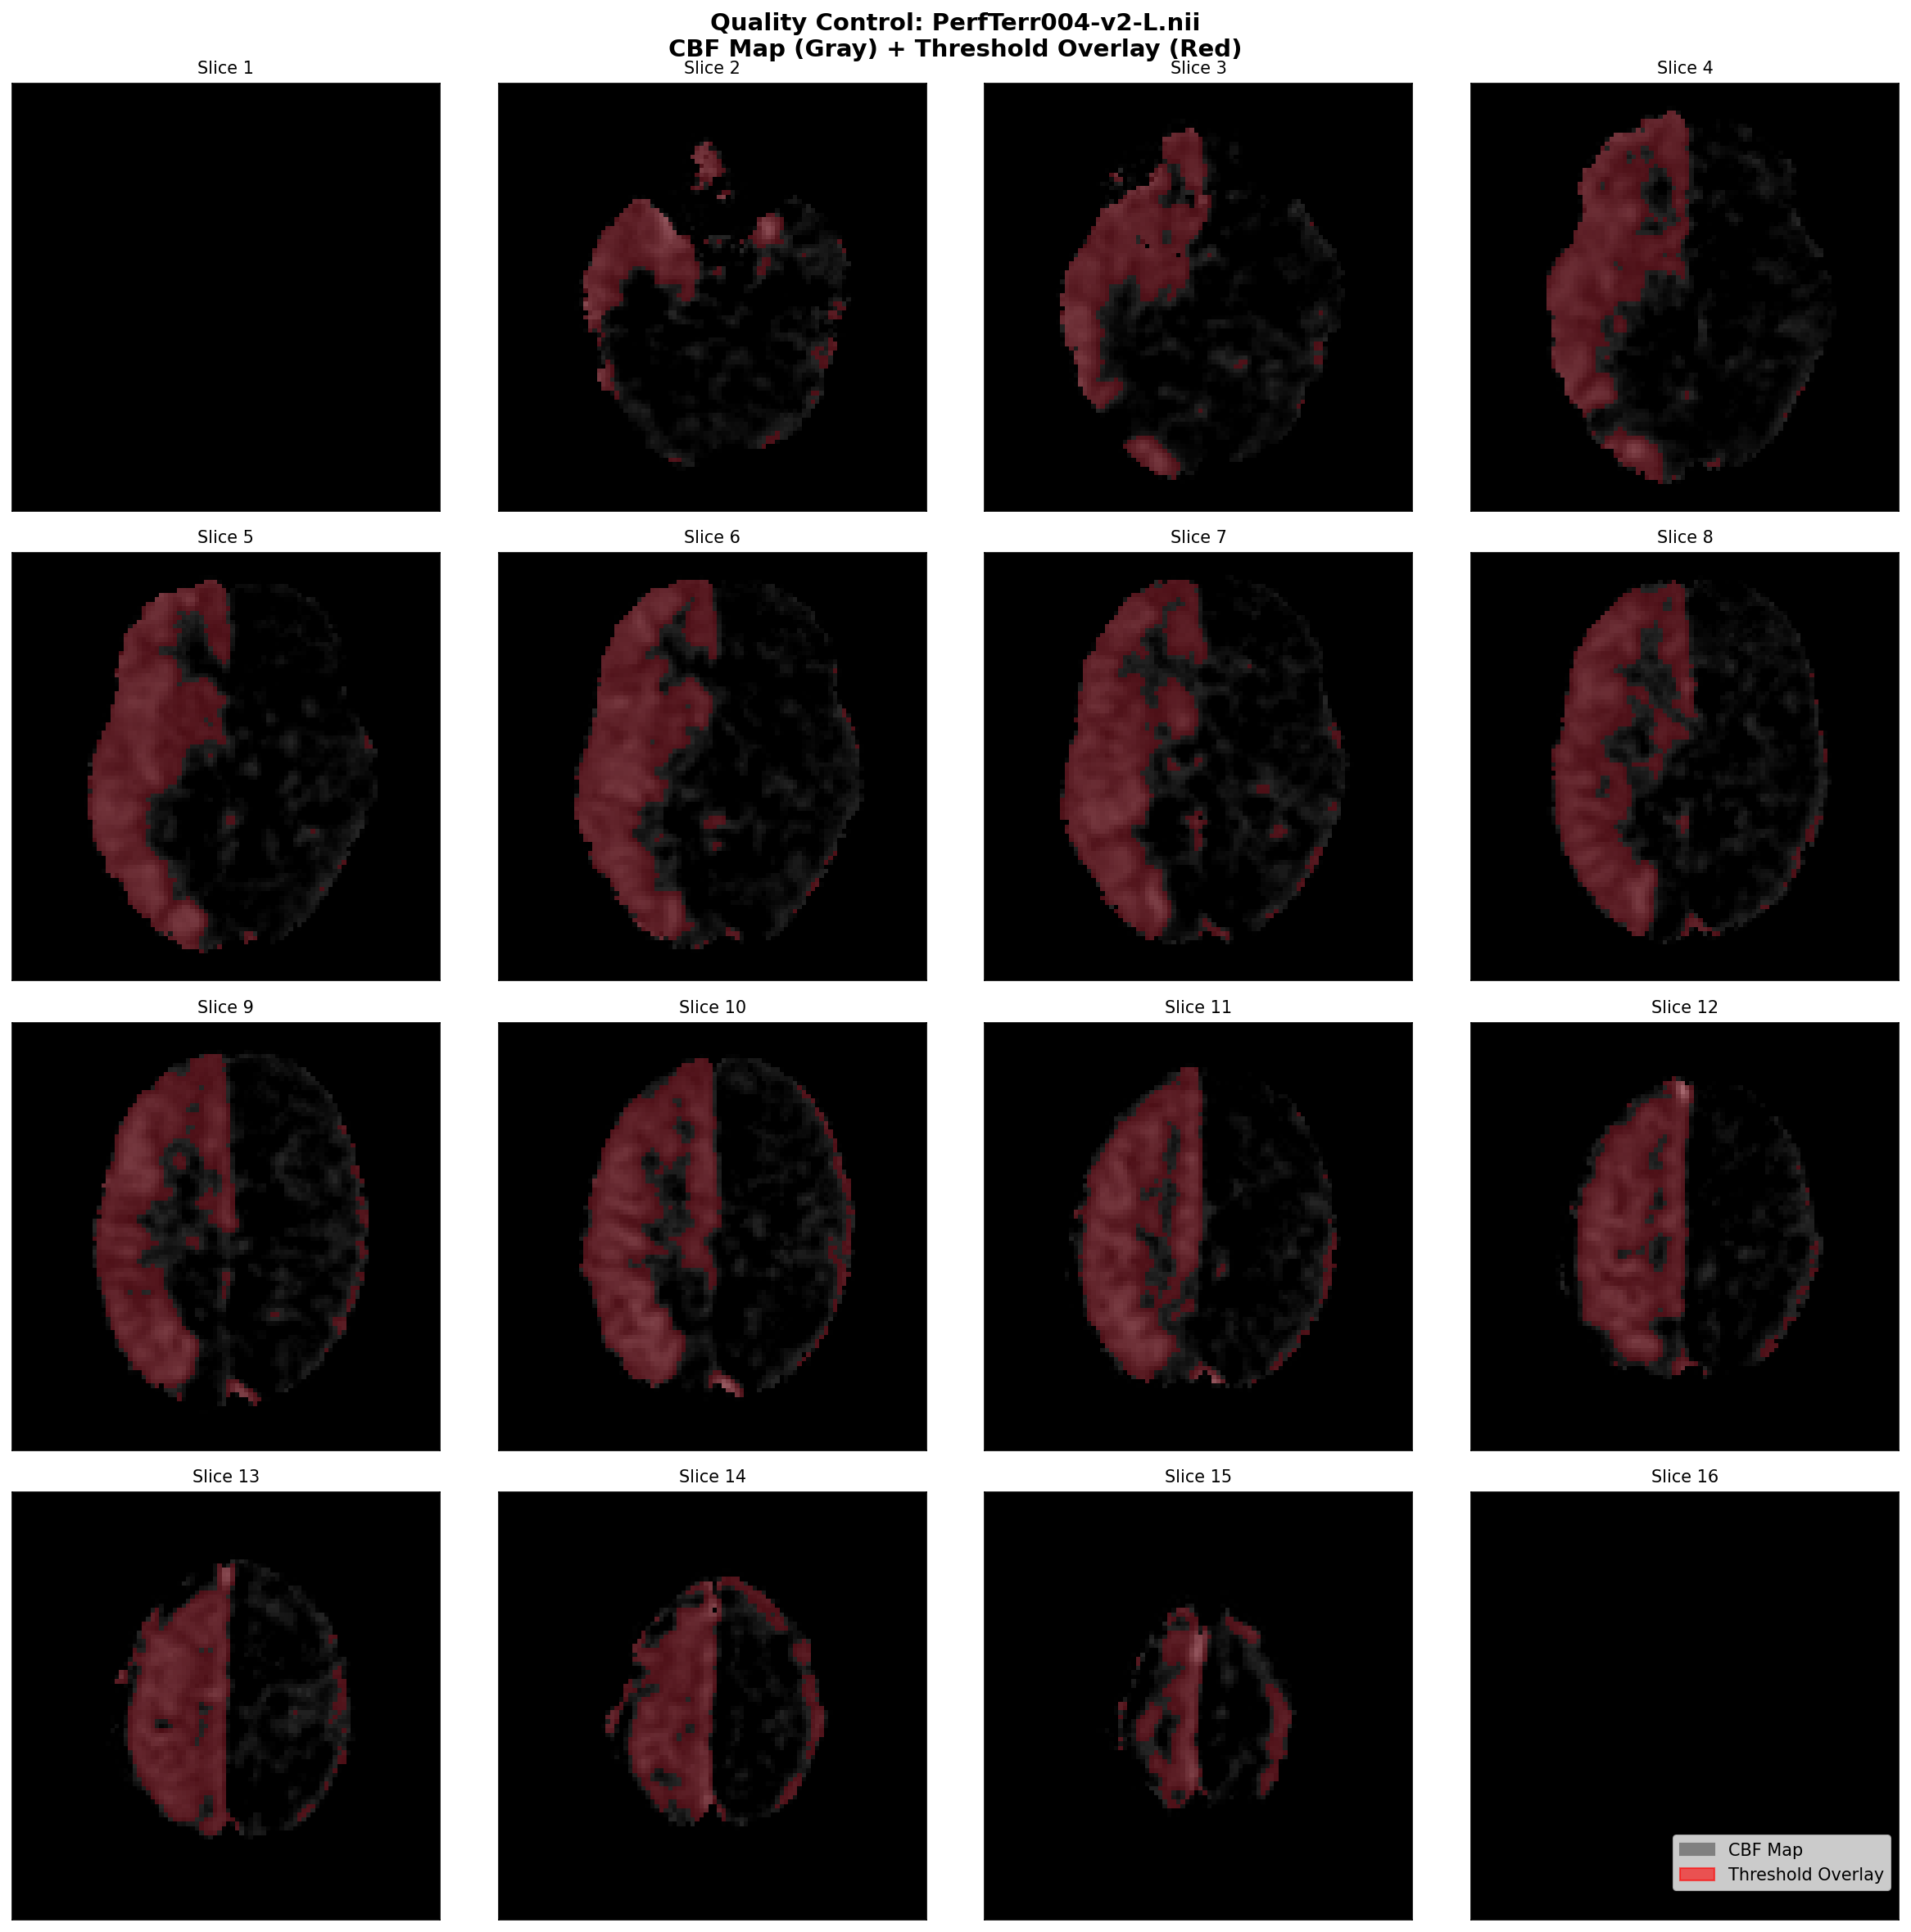 Quality Control: PerfTerr004-v2-L.nii
CBF Map (Gray) + Threshold Overlay (Red)
Slice 1
Slice 2
Slice 3
Slice 4
Slice 5
Slice 6
Slice 7
Slice 8
Slice 9
Slice 10
Slice 11
Slice 12
Slice 13
Slice 14
Slice 15
Slice 16
CBF Map
Threshold Overlay